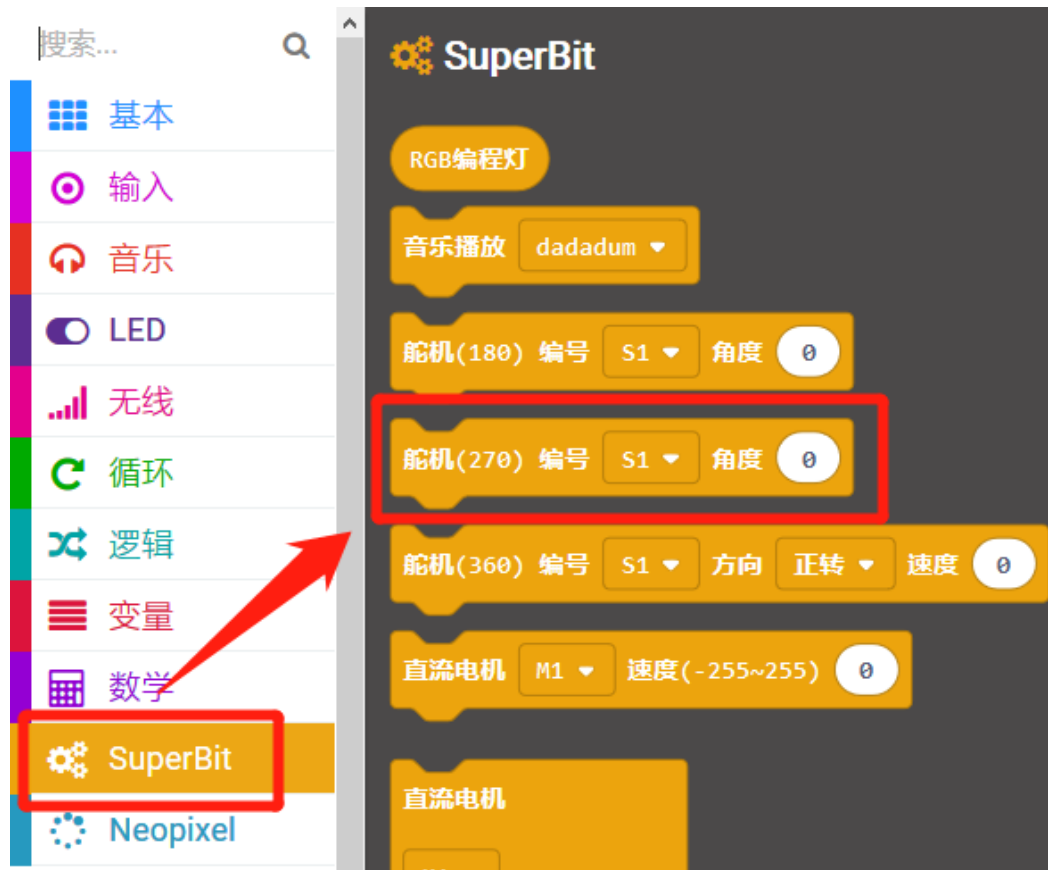 搜索...
基本
输入
音乐
LED
无线
循环
逻辑
变量
数学
SuperBit
Neopixel
SuperBit
RGB编程灯
音乐播放 dadadum
舵机(180) 编号 S1 角度 0
舵机(270) 编号 S1 角度 0
舵机(360) 编号 S1 方向 正转 速度 0
直流电机 M1 速度(-255~255) 0
直流电机